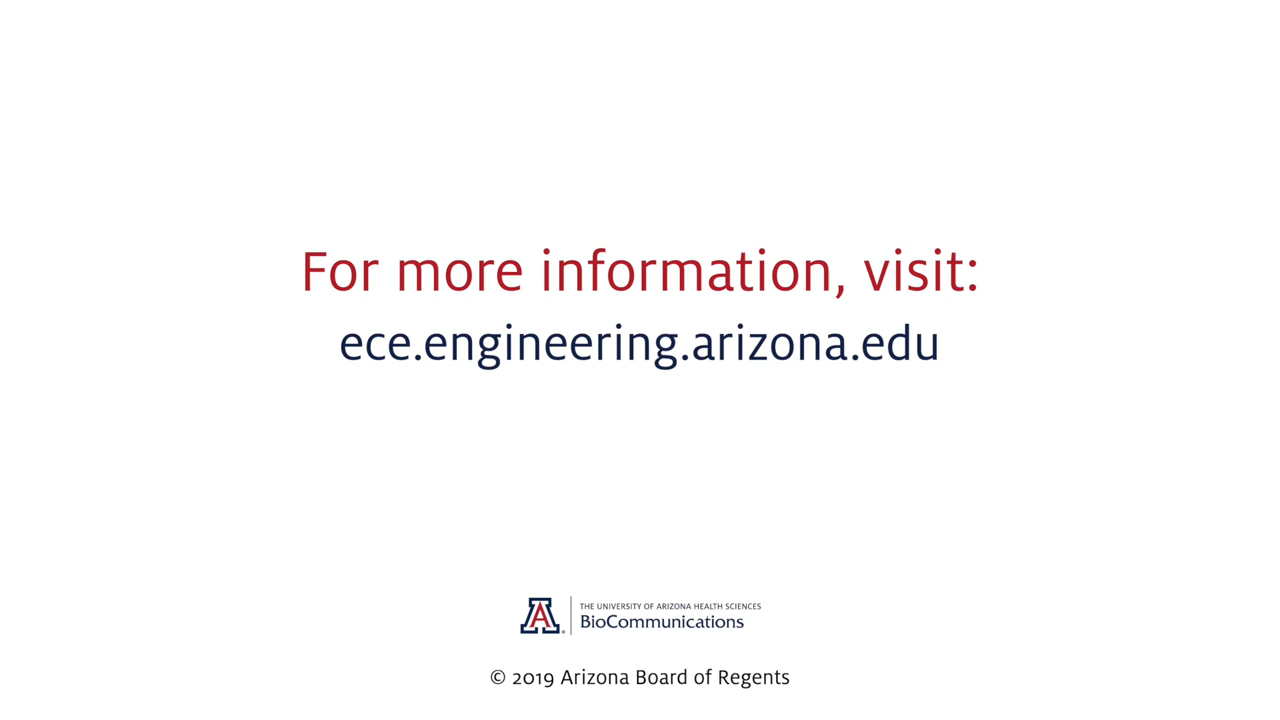 For more information, visit:
ece.engineering.arizona.edu
A
THE UNIVERSITY OF ARIZONA HEALTH SCIENCES
BioCommunications
© 2019 Arizona Board of Regents